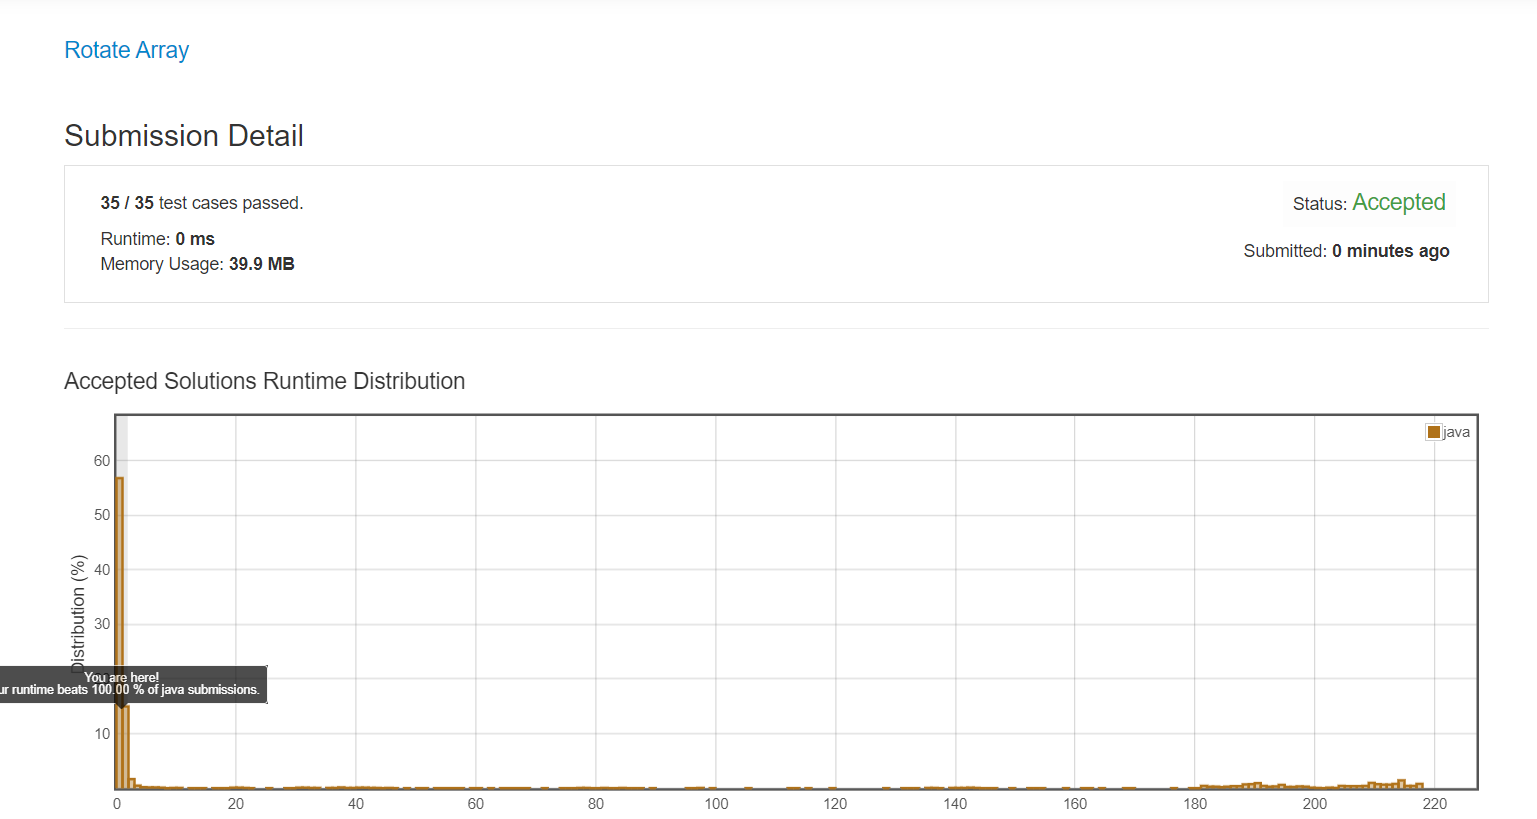 Rotate Array
Submission Detail
35 / 35 test cases passed.
Status: Accepted
Runtime: 0 ms
Memory Usage: 39.9 MB
Submitted: 0 minutes ago
Accepted Solutions Runtime Distribution
java
60
50
40
30
10
Distribution (%)
You are here!
ur runtime beats 100.00 % of java submissions.
0 20 40 60 80 100 120 140 160 180 200 220